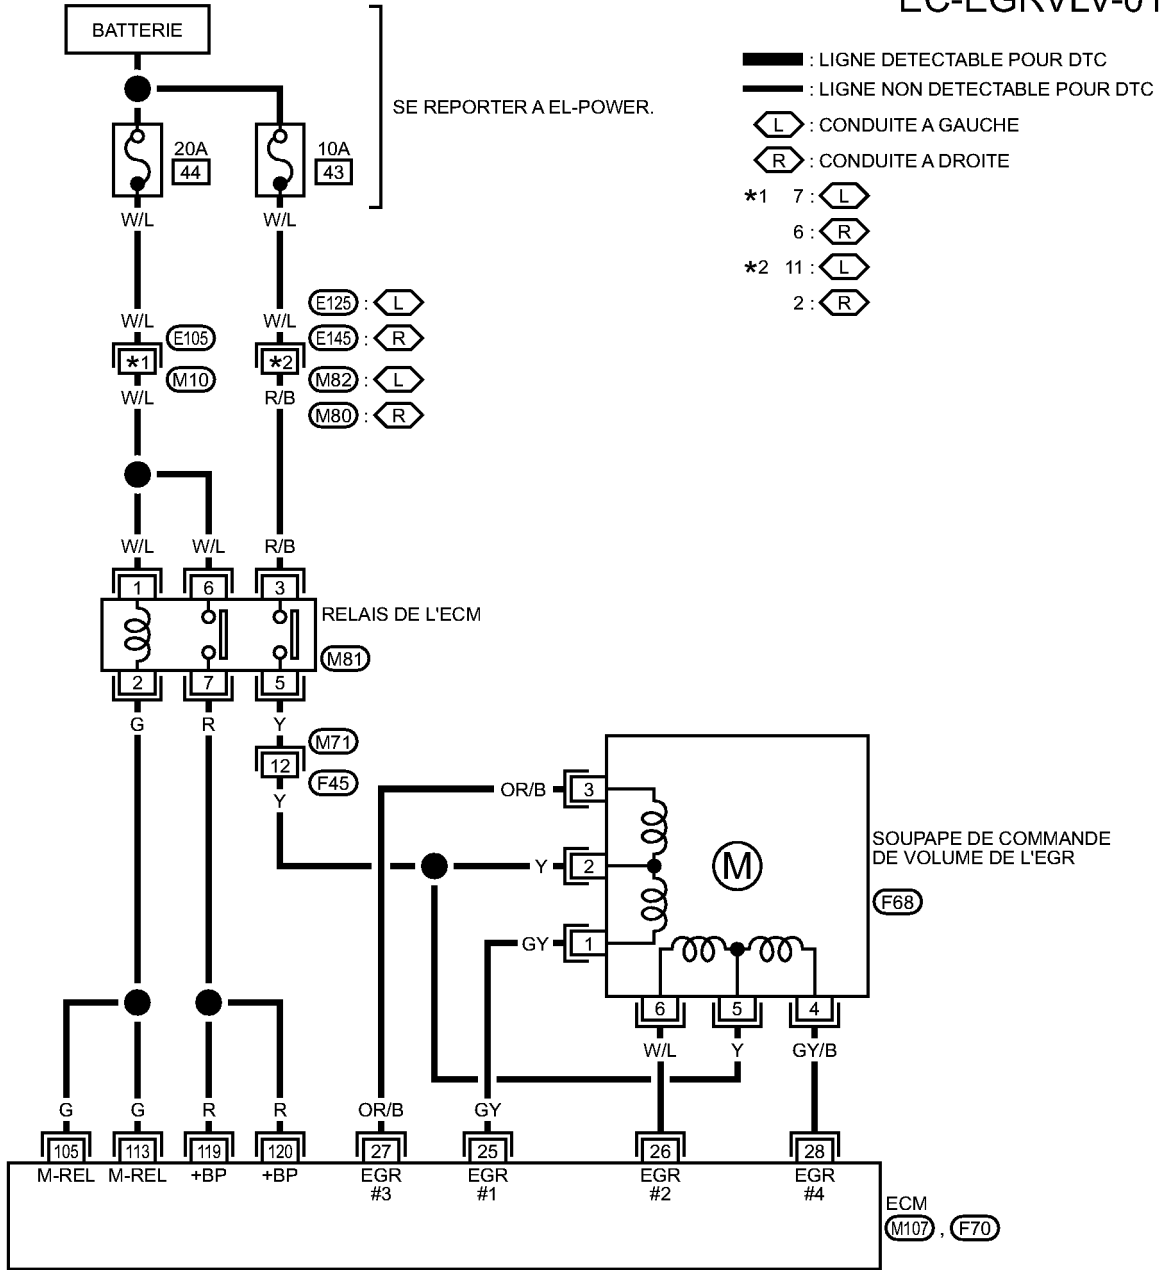 EC-EGRVLV-01
BATTERIE
: LIGNE DETECTABLE POUR DTC
: LIGNE NON DETECTABLE POUR DTC
SE REPORTER A EL-POWER.
L : CONDUITE A GAUCHE
R : CONDUITE A DROITE
20A
44
10A
43
*1 7 : L
6 : R
*2 11 : L
2 : R
W/L W/L
W/L W/L
E125 : L
E105
E145 : R
*1 *2
M10
M82 : L
W/L R/B
M80 : R
W/L W/L R/B
1 6 3
RELAIS DE L'ECM
M81
2 7 5
G R Y
M71
12
F45
Y
OR/B 3
SOUPAPE DE COMMANDE
DE VOLUME DE L'EGR
Y 2
M
F68
GY 1
6 5 4
W/L Y GY/B
G G R R OR/B GY
105 113 119 120 27 25 26 28
M-REL M-REL +BP +BP EGR EGR EGR EGR
#3 #1 #2 #4
ECM
M107 , F70